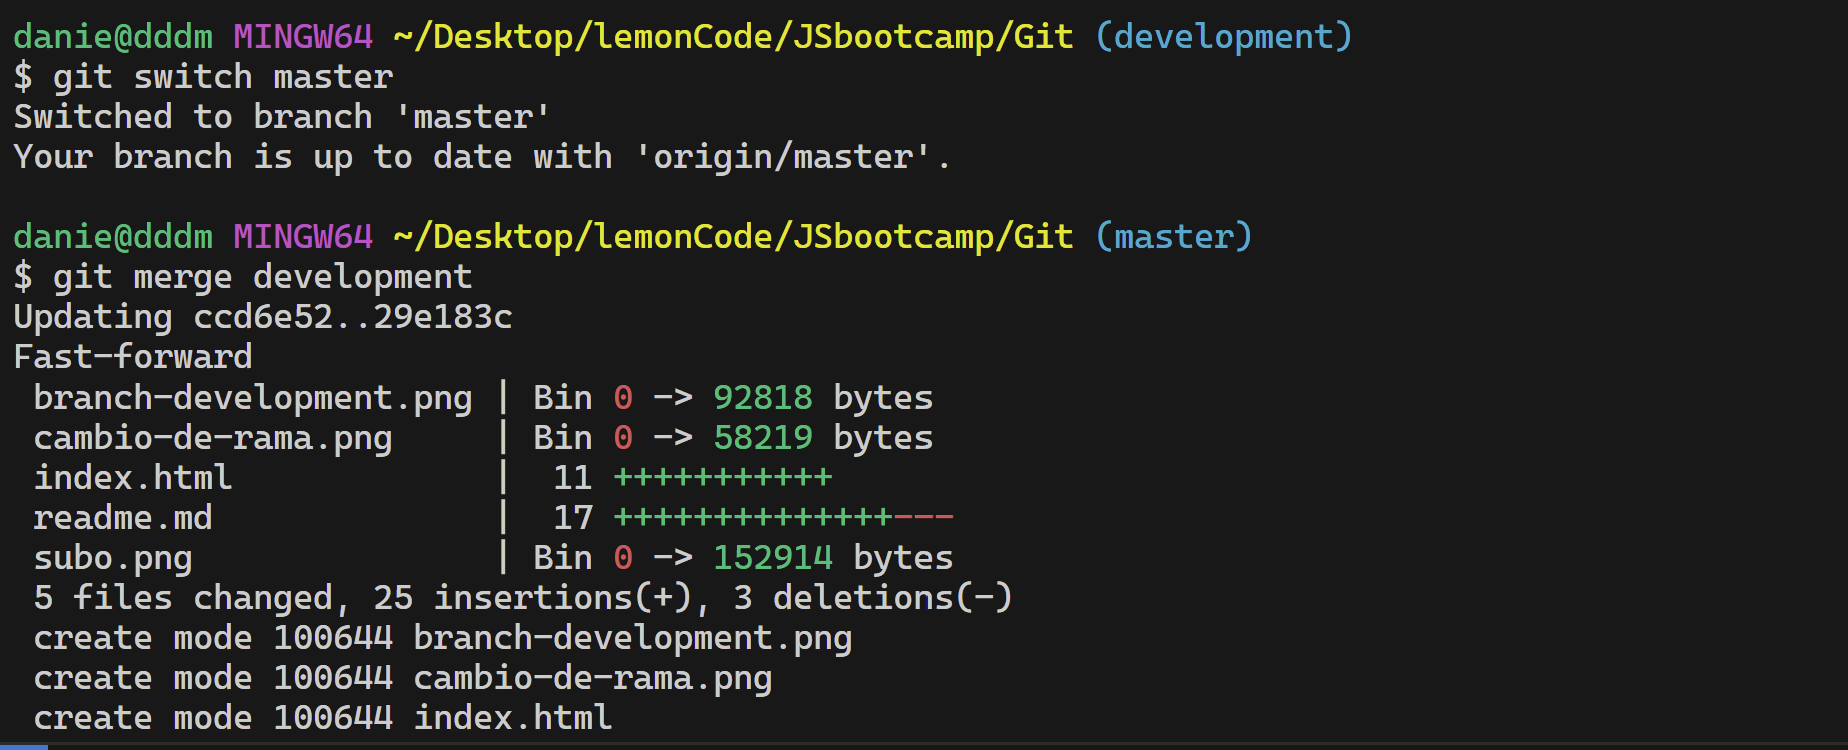 danie@dddm MINGW64 ~/Desktop/lemonCode/JSbootcamp/Git (development)
$ git switch master
Switched to branch 'master'
Your branch is up to date with 'origin/master'.
danie@dddm MINGW64 ~/Desktop/lemonCode/JSbootcamp/Git (master)
$ git merge development
Updating ccd6e52..29e183c
Fast-forward
 branch-development.png | Bin 0 -> 92818 bytes
 cambio-de-rama.png     | Bin 0 -> 58219 bytes
 index.html             |  11 +++++++++++
 readme.md              |  17 ++++++++++++++---
 subo.png               | Bin 0 -> 152914 bytes
 5 files changed, 25 insertions(+), 3 deletions(-)
 create mode 100644 branch-development.png
 create mode 100644 cambio-de-rama.png
 create mode 100644 index.html